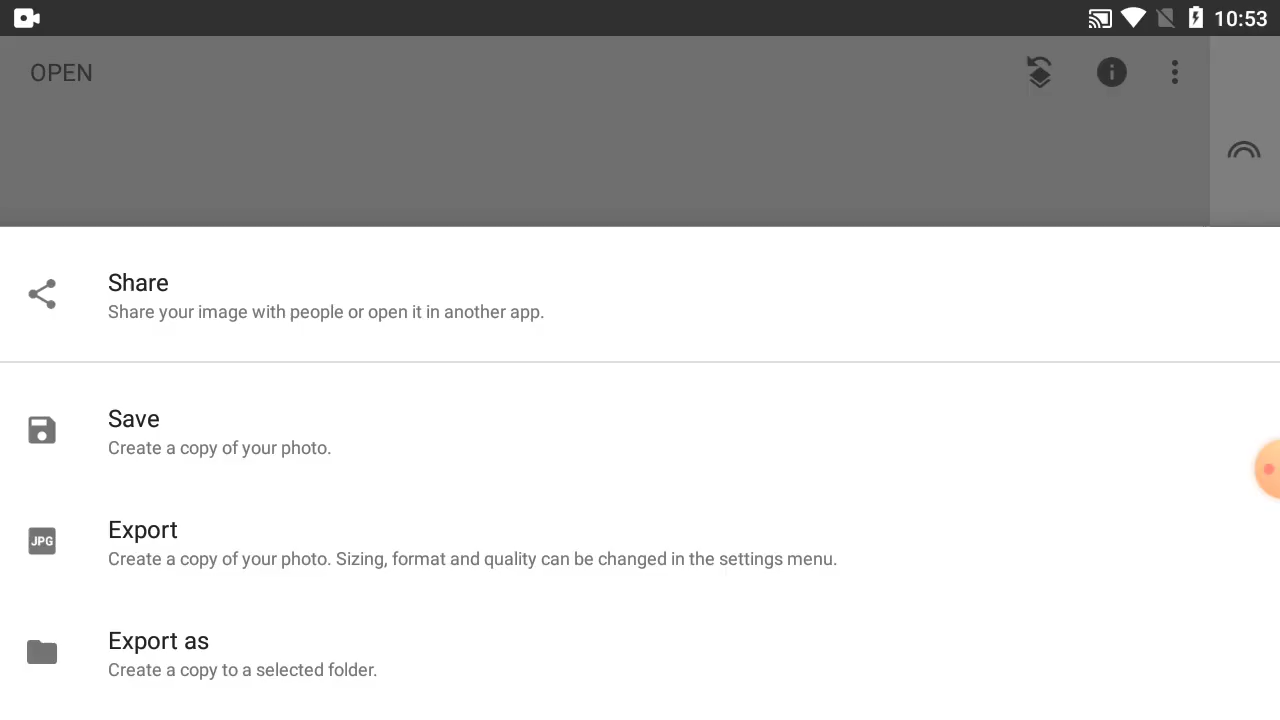 10:53
OPEN
Share
Share your image with people or open it in another app.
Save
Create a copy of your photo.
JPG
Export
Create a copy of your photo. Sizing, format and quality can be changed in the settings menu.
Export as
Create a copy to a selected folder.